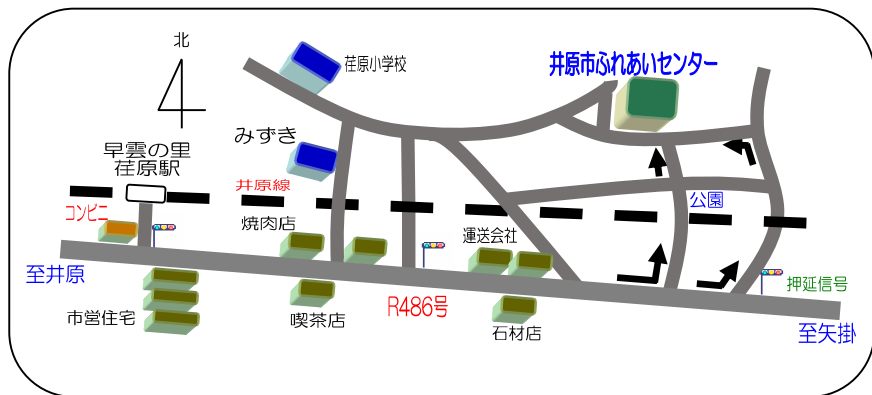 北
荏原小学校
井原市ふれあいセンター
みずき
早雲の里
荏原駅
井原線
公園
コンビニ
焼肉店
運送会社
至井原
押延信号
市営住宅
喫茶店
R486号
石材店
至矢掛